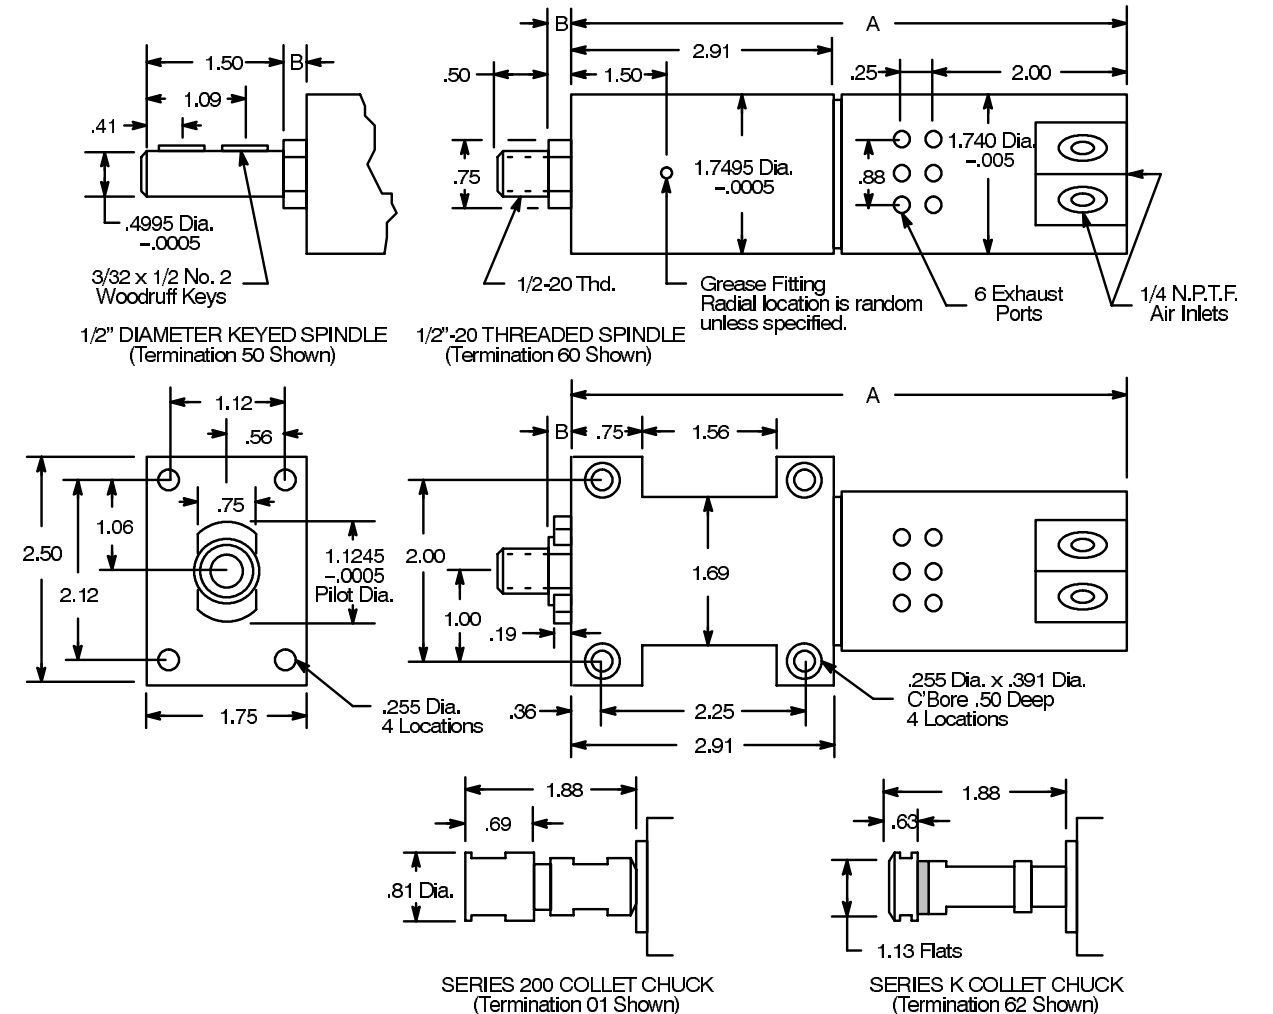 B
A
2.91
1.50
B
.50
1.50
.25
2.00
1.09
.41
.75
1.7495 Dia.
-.0005
1.740 Dia.
-.005
.88
.4995 Dia.
-.0005
3/32 x 1/2 No. 2
Woodruff Keys
1/2-20 Thd.
Grease Fitting
Radial location is random
unless specified.
6 Exhaust
Ports
1/4 N.P.T.F.
Air Inlets
1/2" DIAMETER KEYED SPINDLE
(Termination 50 Shown)
1/2"-20 THREADED SPINDLE
(Termination 60 Shown)
1.12
.56
A
B
.75
1.56
.75
1.06
2.50
2.12
1.1245
-.0005
Pilot Dia.
2.00
1.69
1.00
.19
.255 Dia.
4 Locations
1.75
.36
2.25
2.91
.255 Dia. x .391 Dia.
C'Bore .50 Deep
4 Locations
1.88
.69
.81 Dia.
1.88
.63
1.13 Flats
SERIES 200 COLLET CHUCK
(Termination 01 Shown)
SERIES K COLLET CHUCK
(Termination 62 Shown)